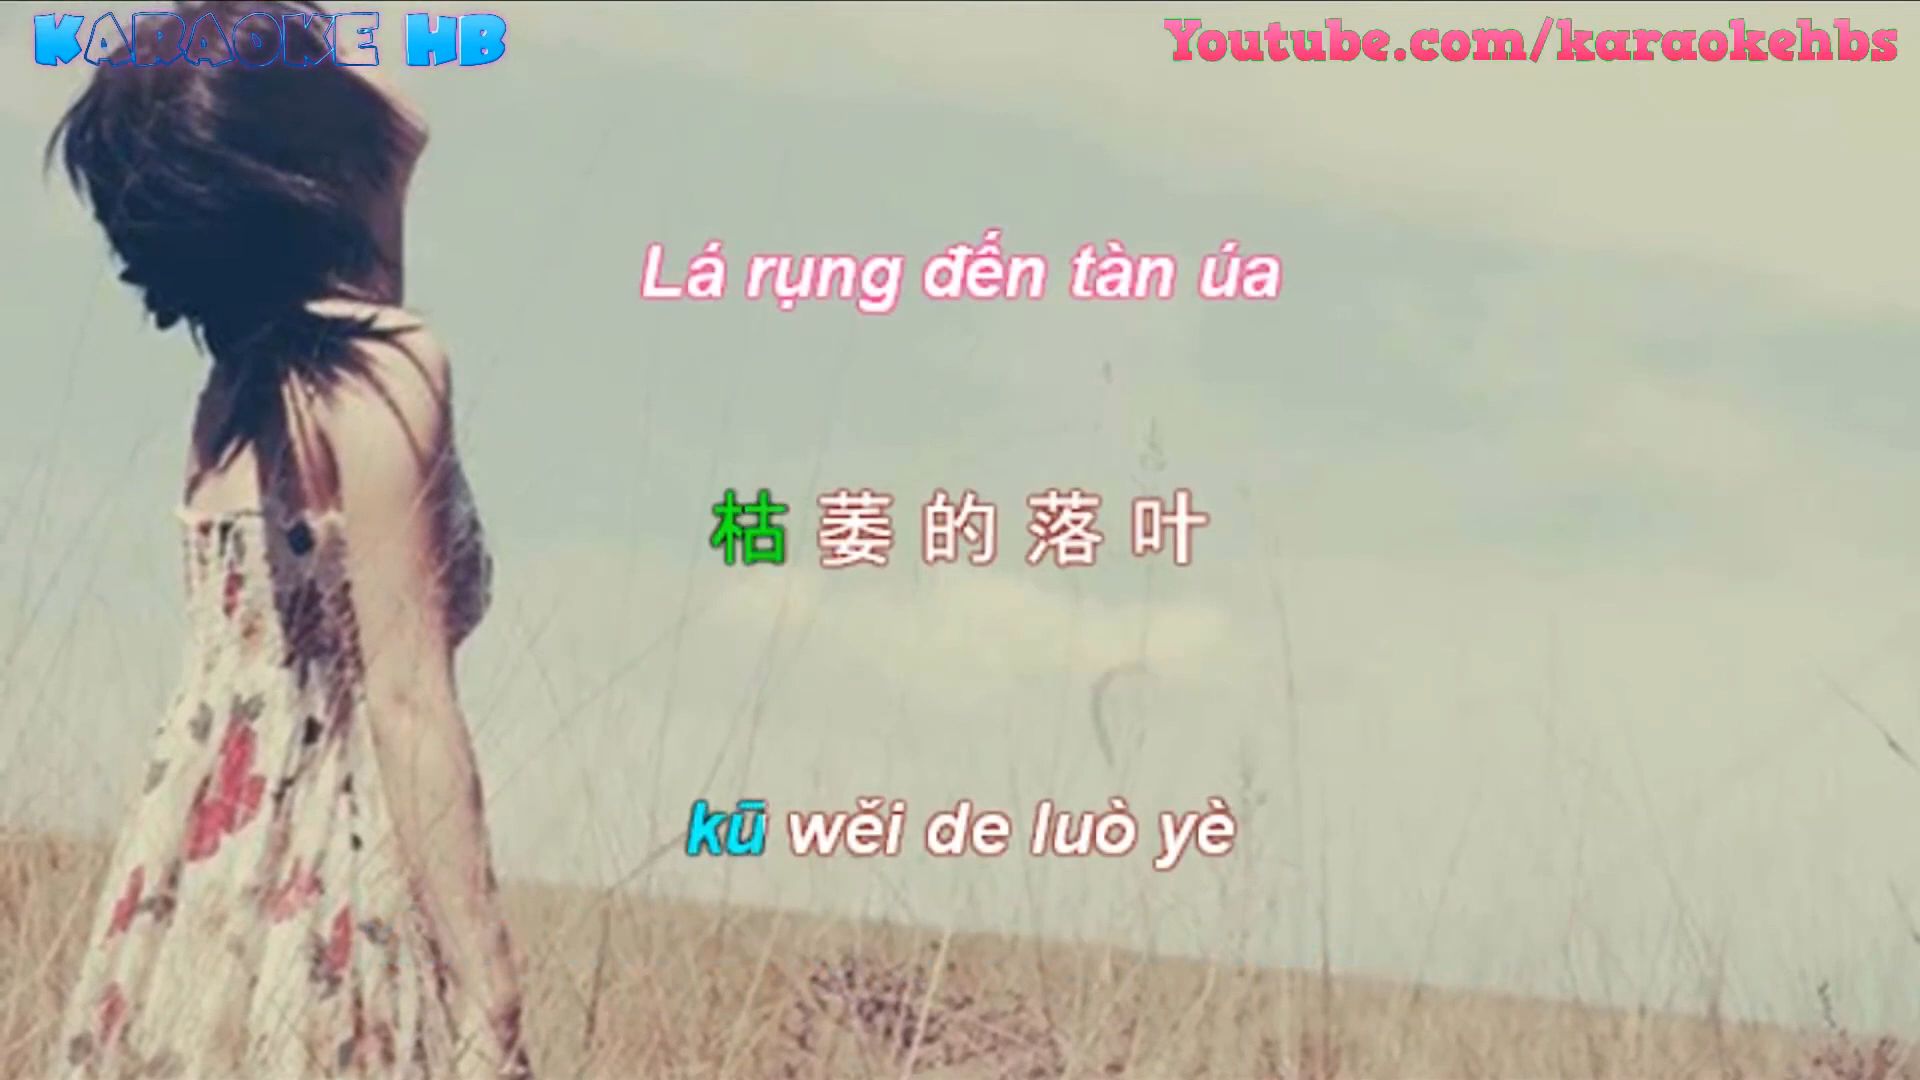 KARAOKE HB
Youtube.com/karaokehbs
Lá rụng đến tàn úa
枯 萎 的 落 叶
kū wěi de luò yè